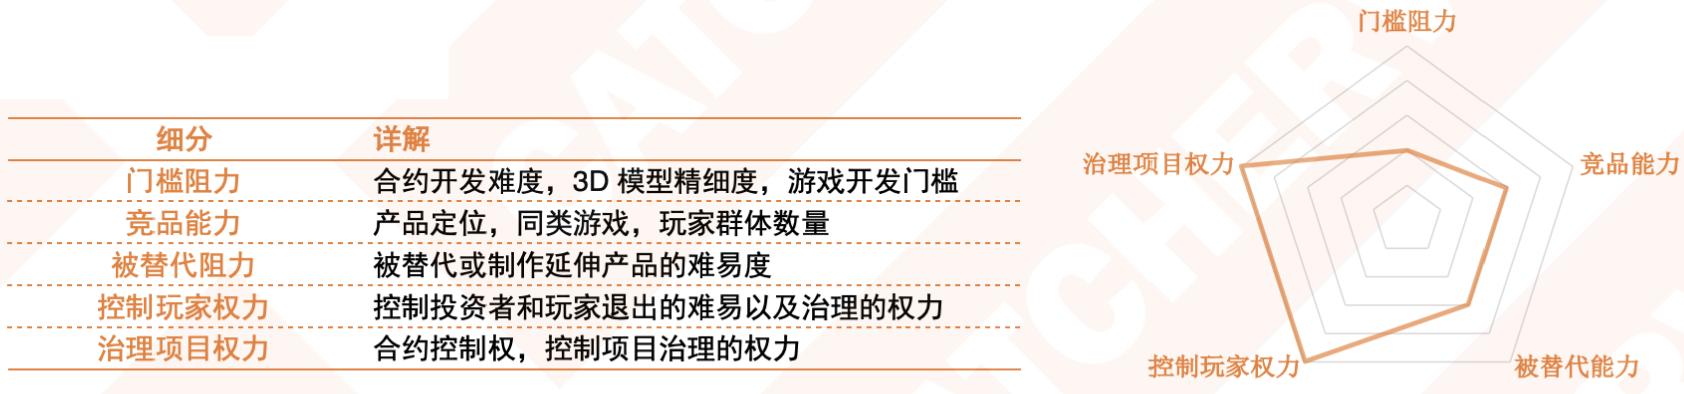 细分 详解
门槛阻力 合约开发难度，3D 模型精细度，游戏开发门槛
竞品能力 产品定位，同类游戏，玩家群体数量
被替代阻力 被替代或制作延伸产品的难易度
控制玩家权力 控制投资者和玩家退出的难易以及治理的权力
治理项目权力 合约控制权，控制项目治理的权力
门槛阻力
治理项目权力
竞品能力
控制玩家权力
被替代能力
CATCHER